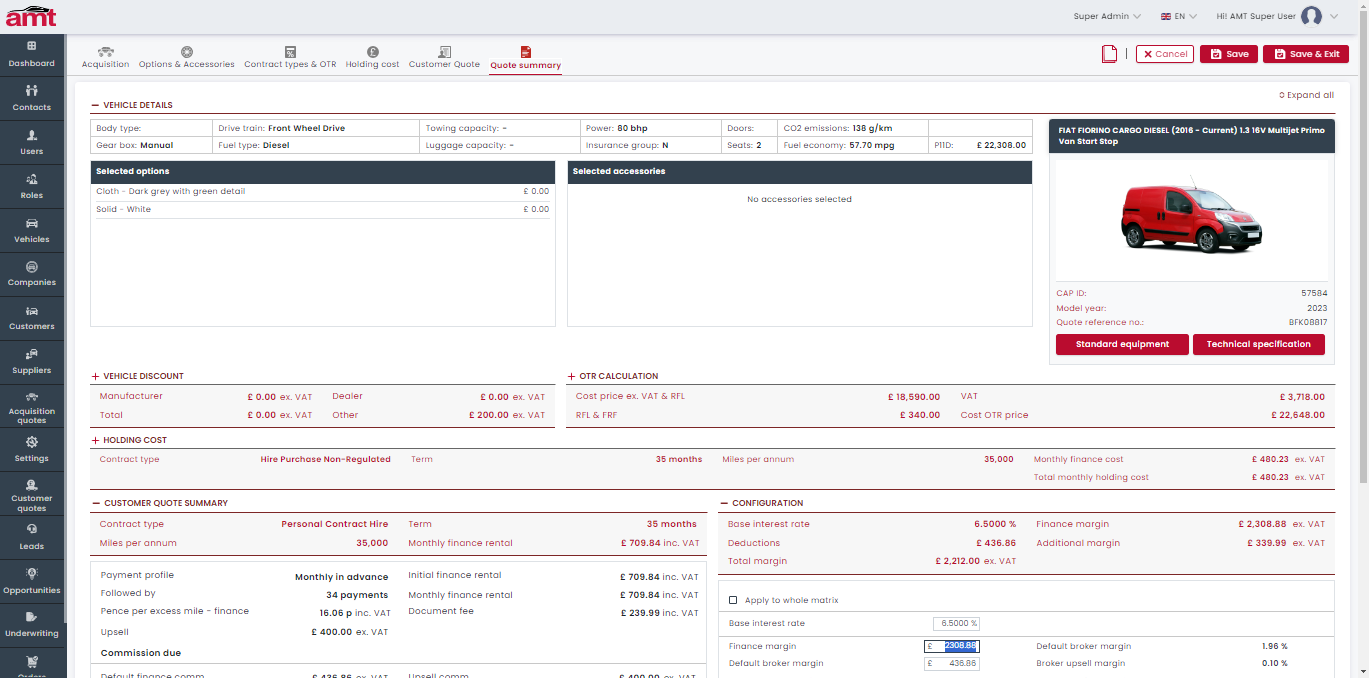 amt
Super Admin
EN
Hi! AMT Super User
Dashboard
Contacts
Users
Roles
Vehicles
Companies
Customers
Suppliers
Acquisition
quotes
Settings
Customer
quotes
Leads
Opportunities
Underwriting
Orders
Acquisition
Options & Accessories
Contract types & OTR
Holding cost
Customer Quote
Quote summary
Cancel
Save
Save & Exit
Expand all
VEHICLE DETAILS
Body type: Drive train: Front Wheel Drive Towing capacity: - Power: 80 bhp Doors: CO2 emissions: 138 g/km
Gear box: Manual Fuel type: Diesel Luggage capacity: - Insurance group: N Seats: 2 Fuel economy: 57.70 mpg P11D: £ 22,308.00
Selected options
Cloth - Dark grey with green detail £ 0.00
Solid - White £ 0.00
Selected accessories
No accessories selected
FIAT FIORINO CARGO DIESEL (2016 - Current) 1.3 16V Multijet Primo
Van Start Stop
CAP ID: 57584
Model year: 2023
Quote reference no.: BFK08817
Standard equipment
Technical specification
VEHICLE DISCOUNT
Manufacturer £ 0.00 ex. VAT Dealer £ 0.00 ex. VAT
Total £ 0.00 ex. VAT Other £ 200.00 ex. VAT
OTR CALCULATION
Cost price ex. VAT & RFL £ 18,590.00 VAT £ 3,718.00
RFL & FRF £ 340.00 Cost OTR price £ 22,648.00
HOLDING COST
Contract type Hire Purchase Non-Regulated Term 35 months Miles per annum 35,000 Monthly finance cost £ 480.23 ex. VAT
Total monthly holding cost £ 480.23 ex. VAT
CUSTOMER QUOTE SUMMARY
Contract type Personal Contract Hire Term 35 months
Miles per annum 35,000 Monthly finance rental £ 709.84 inc. VAT
Payment profile Monthly in advance Initial finance rental £ 709.84 inc. VAT
Followed by 34 payments Monthly finance rental £ 709.84 inc. VAT
Pence per excess mile - finance 16.06 p inc. VAT Document fee £ 239.99 inc. VAT
Upsell £ 400.00 ex. VAT
Commission due
Default finance comm £ 436.86 ex. VAT Upsell comm £ 400.00 ex. VAT
CONFIGURATION
Base interest rate 6.5000 % Finance margin £ 2,308.88 ex. VAT
Deductions £ 436.86 Additional margin £ 339.99 ex. VAT
Total margin £ 2,212.00 ex. VAT
Apply to whole matrix
Base interest rate 6.5000 %
Finance margin £ 2308.88 Default broker margin 1.96 %
Default broker margin £ 436.86 Broker upsell margin 0.10 %